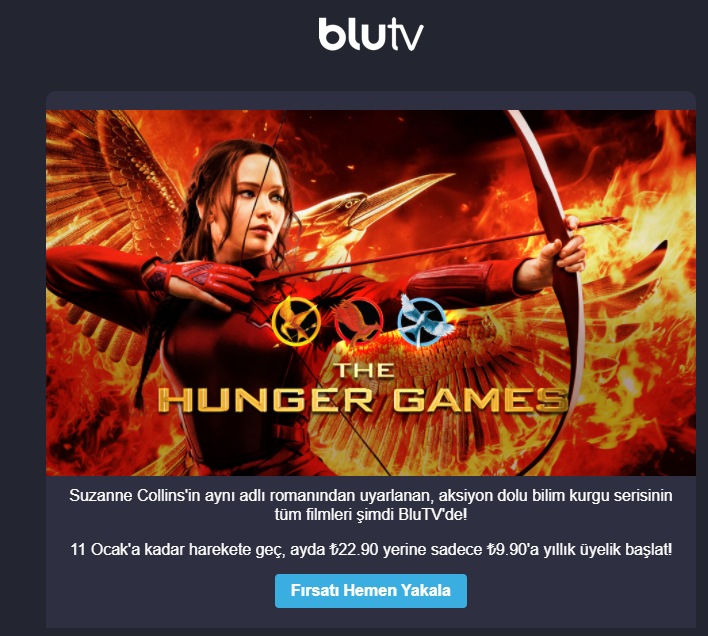 blutv
THE
HUNGER GAMES
Suzanne Collins'in aynı adlı romanından uyarlanan, aksiyon dolu bilim kurgu serisinin
tüm filmleri şimdi BluTV'de!
11 Ocak'a kadar harekete geç, ayda ₺22.90 yerine sadece ₺9.90'a yıllık üyelik başlat!
Fırsatı Hemen Yakala